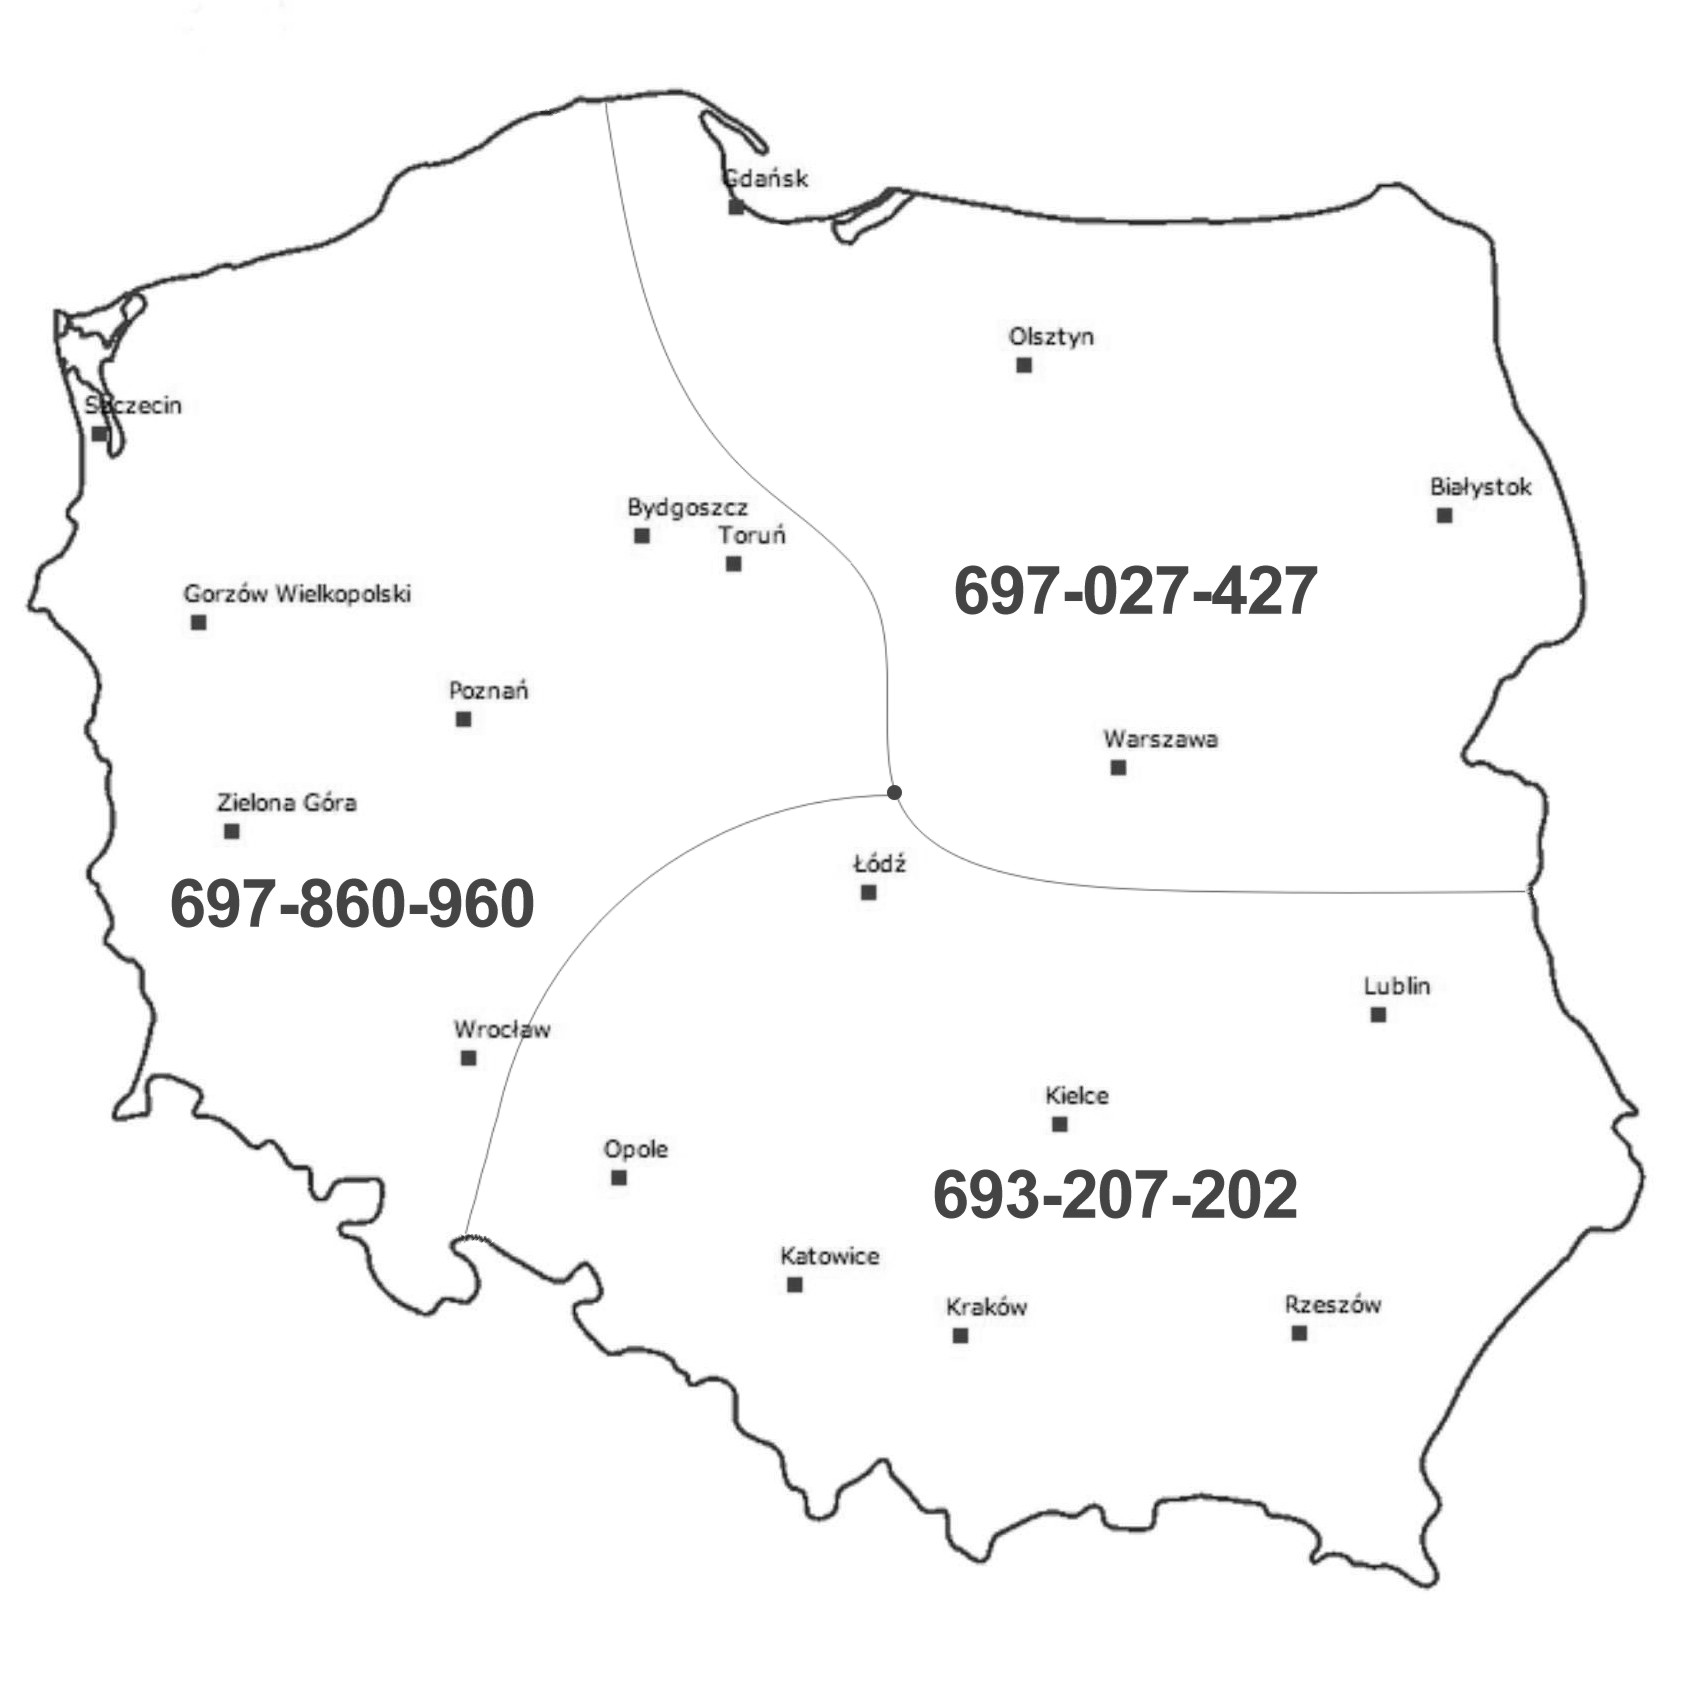 Gdańsk
Olsztyn
Szczecin
Białystok
Bydgoszcz
Toruń
Gorzów Wielkopolski
697-027-427
Poznań
Warszawa
Zielona Góra
Łódź
697-860-960
Lublin
Wrocław
Kielce
Opole
693-207-202
Katowice
Kraków
Rzeszów